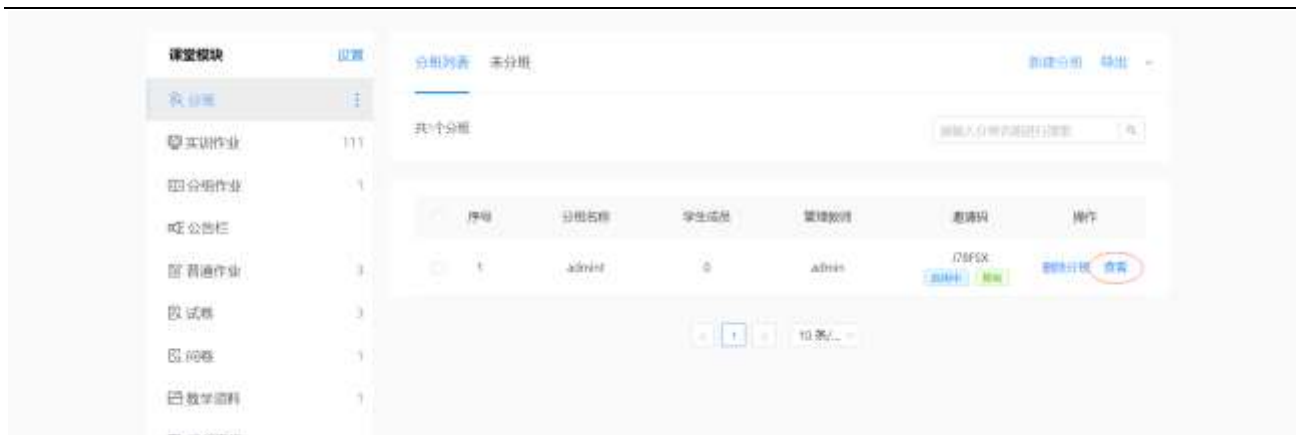 课堂模块 设置
分班
实训作业 111
分组作业 1
公告栏
普通作业 3
试卷 3
问卷 1
教学资料 1
分班列表 未分班
新建分班 导出
共1个分班
序号 分班名称 学生成员 管理教师 邀请码 操作
1 0 admin 删除分班 查看
1 10 条/...